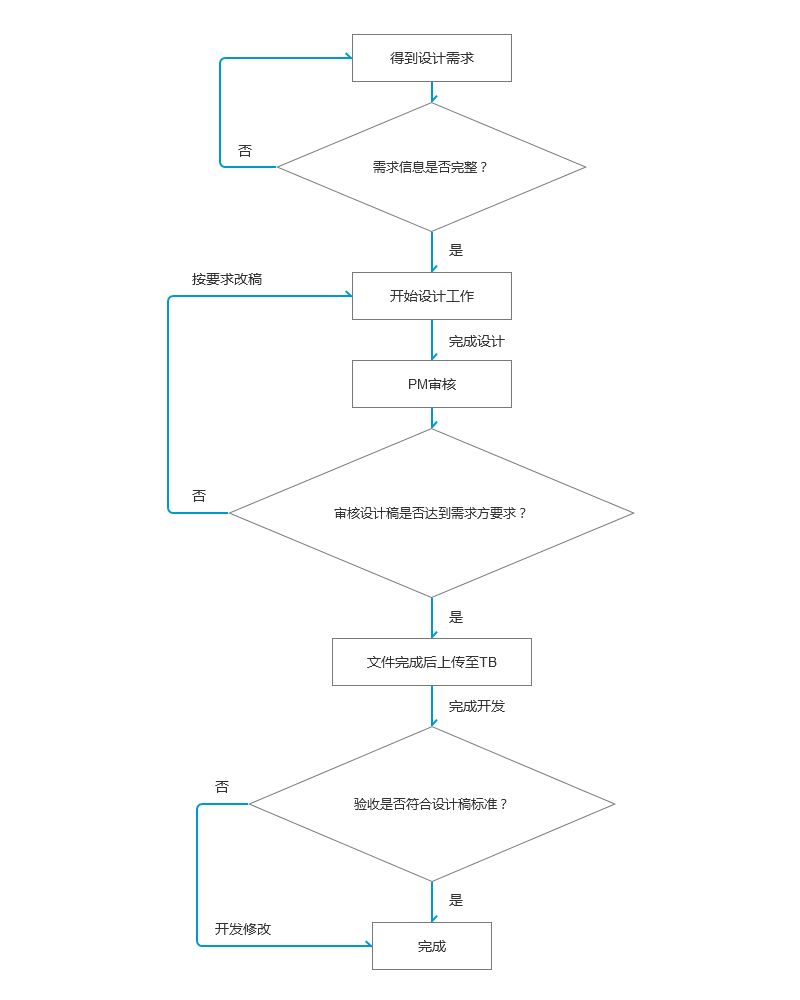 得到设计需求
否
需求信息是否完整？
是
按要求改稿
开始设计工作
完成设计
PM审核
否
审核设计稿是否达到需求方要求？
是
文件完成后上传至TB
完成开发
否
验收是否符合设计稿标准？
是
开发修改
完成